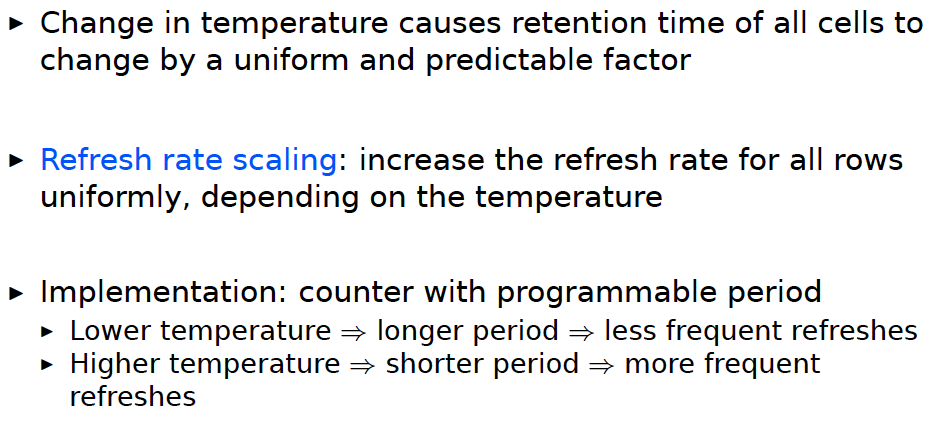 ▶ Change in temperature causes retention time of all cells to
change by a uniform and predictable factor
▶ Refresh rate scaling: increase the refresh rate for all rows
uniformly, depending on the temperature
▶ Implementation: counter with programmable period
▶ Lower temperature ⇒ longer period ⇒ less frequent refreshes
▶ Higher temperature ⇒ shorter period ⇒ more frequent
refreshes